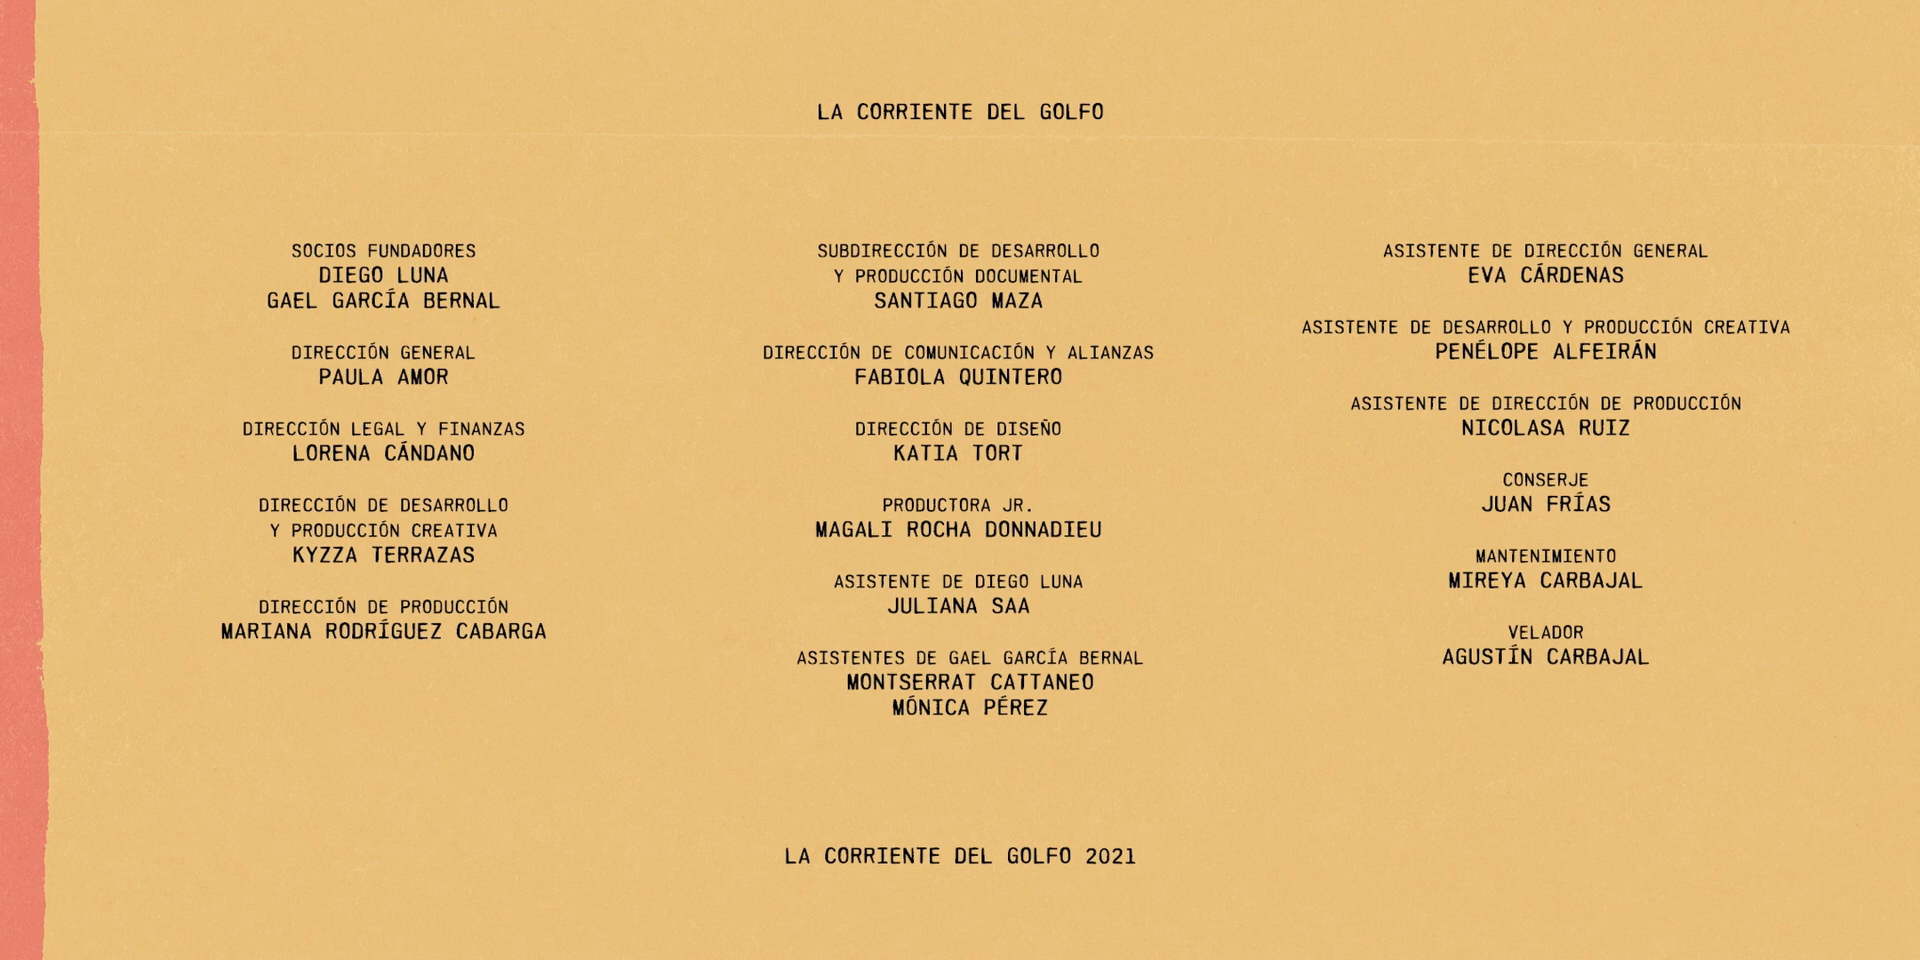 LA CORRIENTE DEL GOLFO
SOCIOS FUNDADORES
DIEGO LUNA
GAEL GARCÍA BERNAL
DIRECCIÓN GENERAL
PAULA AMOR
DIRECCIÓN LEGAL Y FINANZAS
LORENA CÁNDANO
DIRECCIÓN DE DESARROLLO
Y PRODUCCIÓN CREATIVA
KYZZA TERRAZAS
DIRECCIÓN DE PRODUCCIÓN
MARIANA RODRÍGUEZ CABARGA
SUBDIRECCIÓN DE DESARROLLO
Y PRODUCCIÓN DOCUMENTAL
SANTIAGO MAZA
DIRECCIÓN DE COMUNICACIÓN Y ALIANZAS
FABIOLA QUINTERO
DIRECCIÓN DE DISEÑO
KATIA TORT
PRODUCTORA JR.
MAGALI ROCHA DONNADIEU
ASISTENTE DE DIEGO LUNA
JULIANA SAA
ASISTENTES DE GAEL GARCÍA BERNAL
MONTSERRAT CATTANEO
MÓNICA PÉREZ
ASISTENTE DE DIRECCIÓN GENERAL
EVA CÁRDENAS
ASISTENTE DE DESARROLLO Y PRODUCCIÓN CREATIVA
PENÉLOPE ALFEIRÁN
ASISTENTE DE DIRECCIÓN DE PRODUCCIÓN
NICOLASA RUIZ
CONSERJE
JUAN FRÍAS
MANTENIMIENTO
MIREYA CARBAJAL
VELADOR
AGUSTÍN CARBAJAL
LA CORRIENTE DEL GOLFO 2021